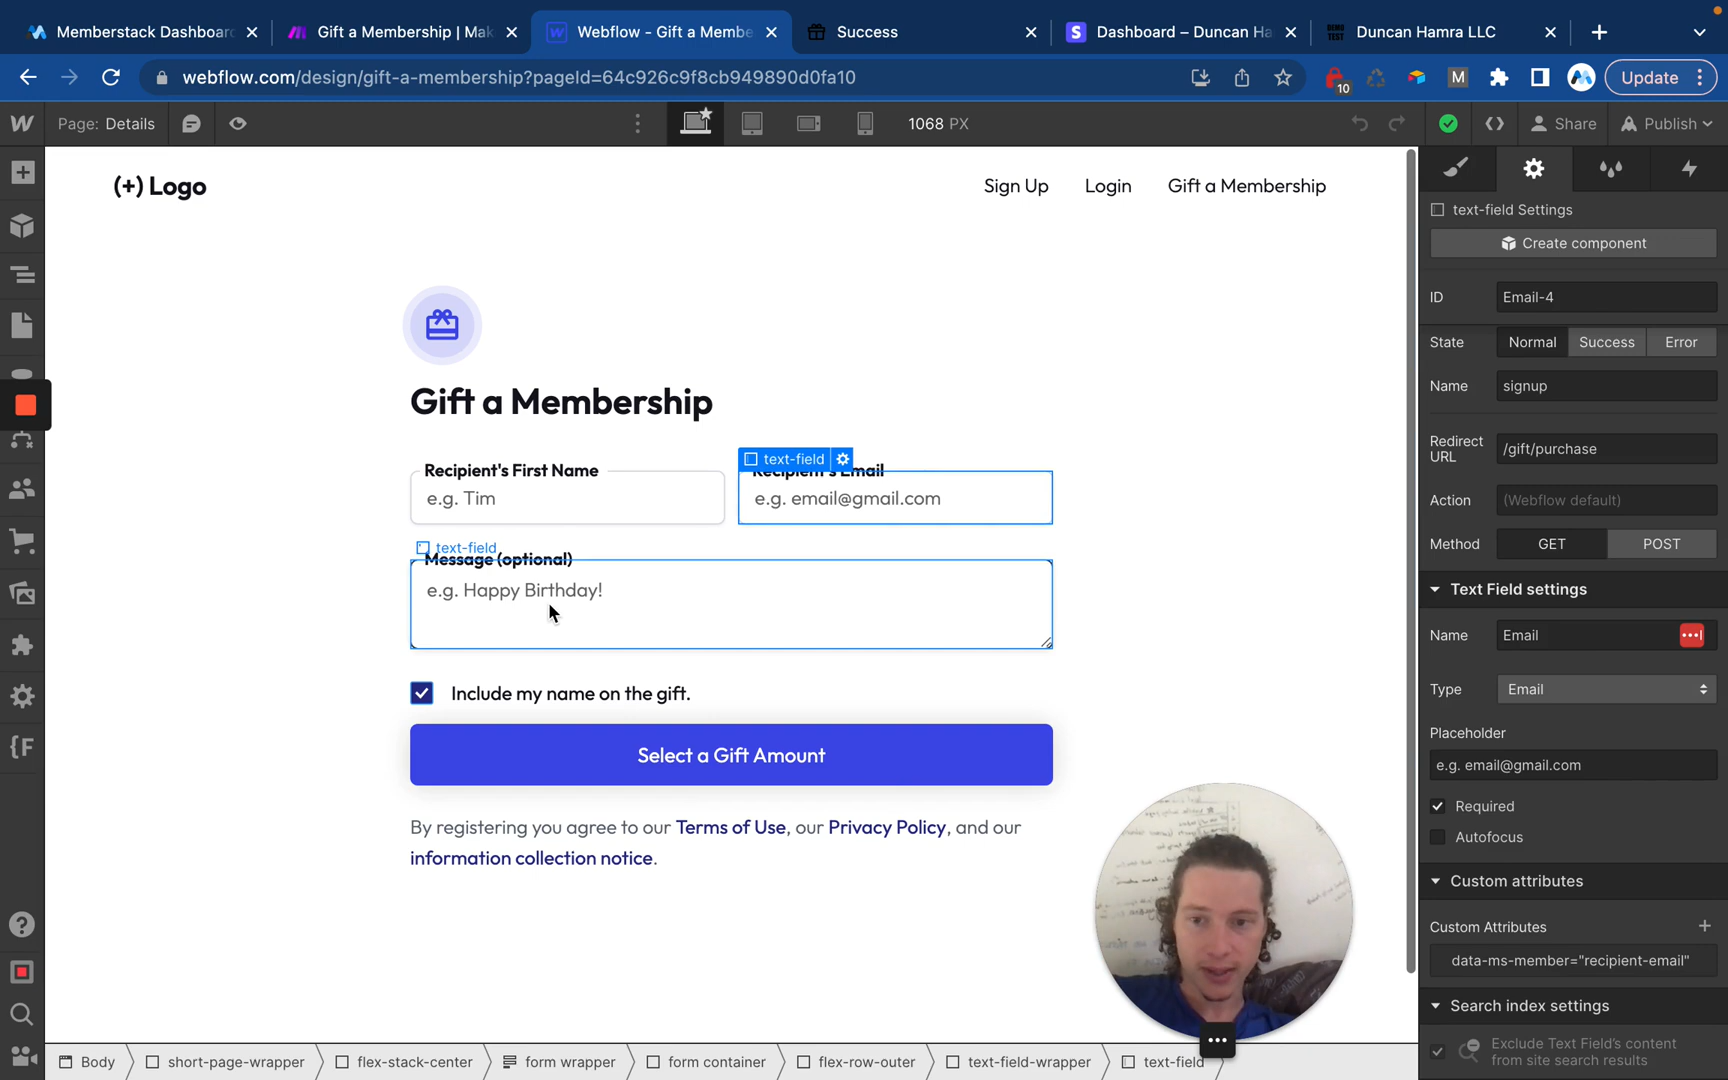 Memberstack Dashboar
Gift a Membership | Mak
Webflow - Gift a Membe
Success
Dashboard – Duncan Ha
DEMO TEST
Duncan Hamra LLC
webflow.com/design/gift-a-membership?pageId=64c926c9f8cb949890d0fa10
10
M
Update
Page: Details
1068 PX
Share
Publish
(+) Logo
Sign Up
Login
Gift a Membership
Gift a Membership
text-field
Recipient's First Name
Recipient's Email
e.g. Tim
e.g. email@gmail.com
text-field
Message (optional)
e.g. Happy Birthday!
Include my name on the gift.
Select a Gift Amount
By registering you agree to our Terms of Use, our Privacy Policy, and our
information collection notice.
text-field Settings
Create component
ID
Email-4
State
Normal
Success
Error
Name
signup
Redirect URL
/gift/purchase
Action
(Webflow default)
Method
GET
POST
Text Field settings
Name
Email
Type
Email
Placeholder
e.g. email@gmail.com
Required
Autofocus
Custom attributes
Custom Attributes
data-ms-member="recipient-email"
Search index settings
Exclude Text Field's content
from site search results
Body
short-page-wrapper
flex-stack-center
form wrapper
form container
flex-row-outer
text-field-wrapper
text-field